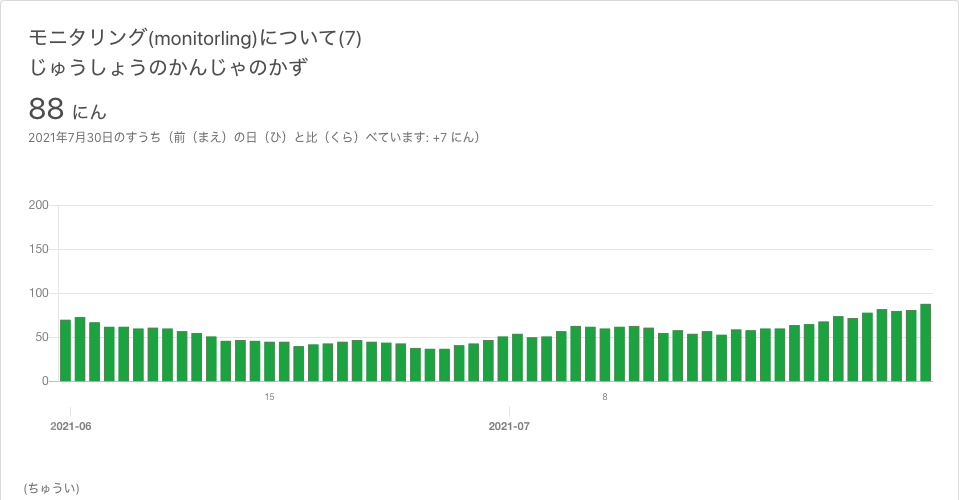 モニタリング(monitorling)について(7)
じゅうしょうのかんじゃのかず
88 にん
2021年7月30日のすうち（前（まえ）の日（ひ）と比（くら）べています: +7 にん）
200
150
100
50
0
15
8
2021-06
2021-07
(ちゅうい)